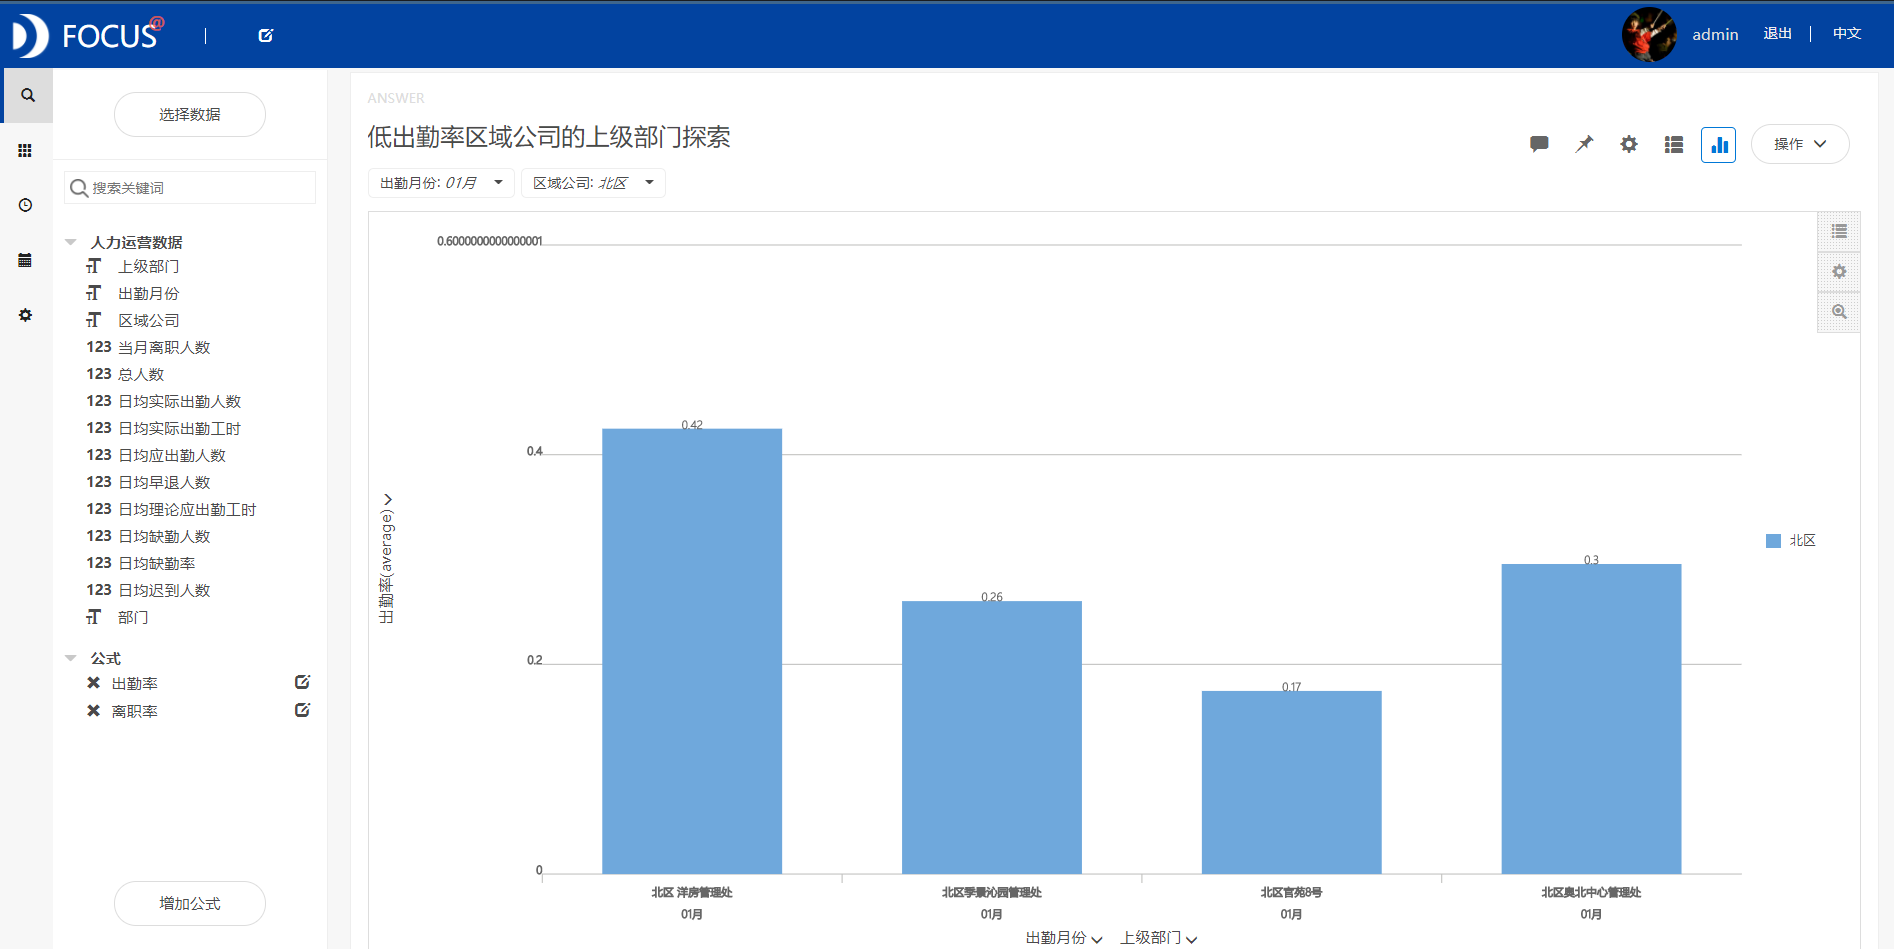 FOCUS@
admin 退出 中文
选择数据
搜索关键词
人力运营数据
上级部门
出勤月份
区域公司
123 当月离职人数
123 总人数
123 日均实际出勤人数
123 日均实际出勤工时
123 日均应出勤人数
123 日均早退人数
123 日均理论应出勤工时
123 日均缺勤人数
123 日均缺勤率
123 日均迟到人数
部门
公式
出勤率
离职率
增加公式
ANSWER
低出勤率区域公司的上级部门探索
操作
出勤月份: 01月 区域公司: 北区
0.6000000000000001
0.4
0.2
0
出勤率(average)
0.42
0.26
0.17
0.3
北区
北区 洋房管理处
01月
北区季景沁园管理处
01月
北区官苑8号
01月
北区奥北中心管理处
01月
出勤月份 上级部门